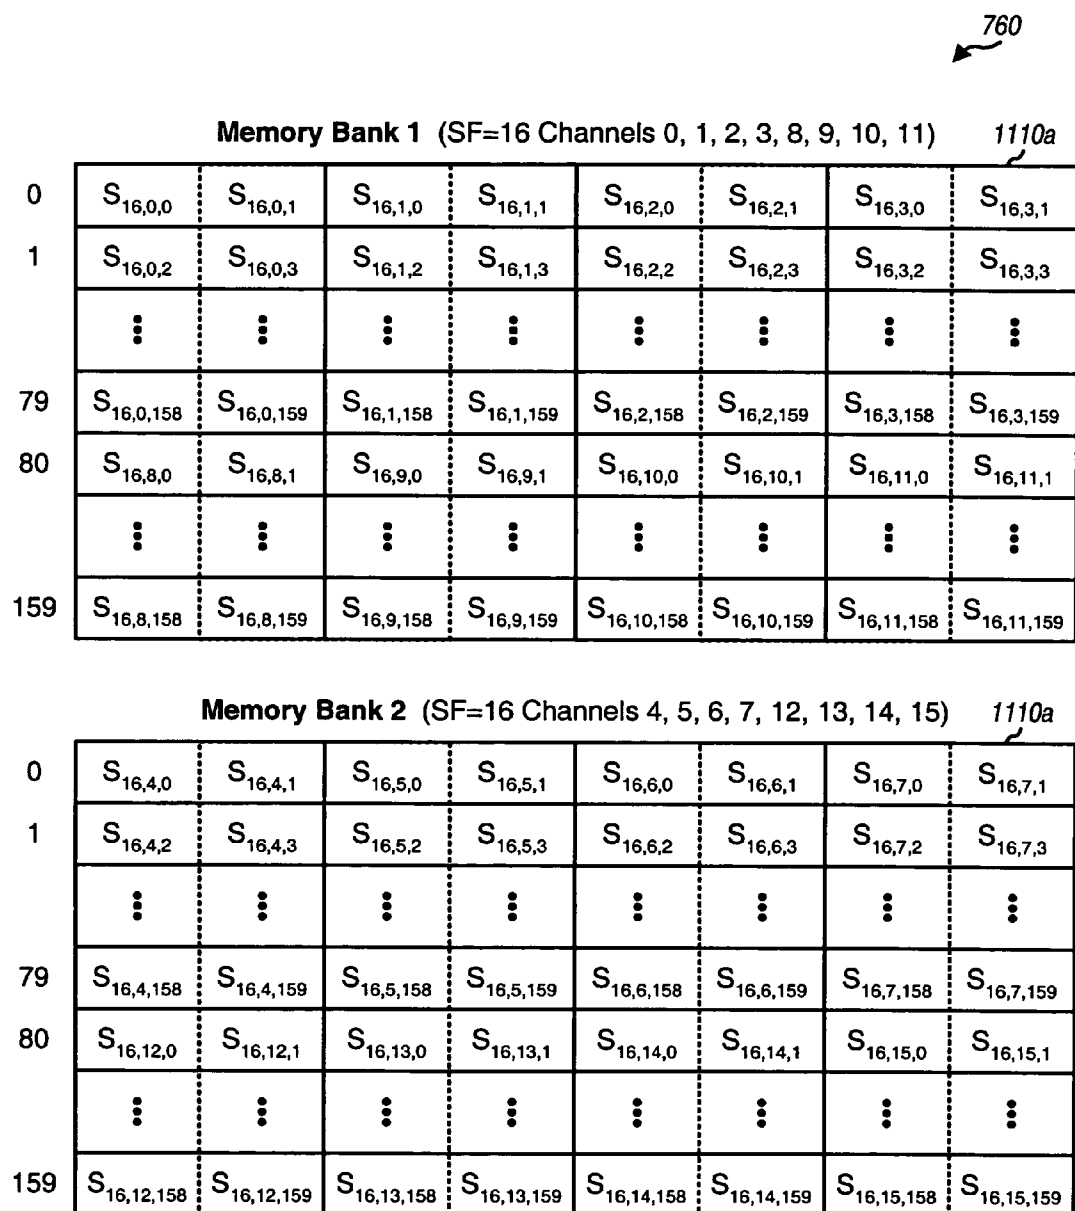 760
Memory Bank 1 (SF=16 Channels 0, 1, 2, 3, 8, 9, 10, 11) 1110a
0 S16,0,0 S16,0,1 S16,1,0 S16,1,1 S16,2,0 S16,2,1 S16,3,0 S16,3,1
1 S16,0,2 S16,0,3 S16,1,2 S16,1,3 S16,2,2 S16,2,3 S16,3,2 S16,3,3
79 S16,0,158 S16,0,159 S16,1,158 S16,1,159 S16,2,158 S16,2,159 S16,3,158 S16,3,159
80 S16,8,0 S16,8,1 S16,9,0 S16,9,1 S16,10,0 S16,10,1 S16,11,0 S16,11,1
159 S16,8,158 S16,8,159 S16,9,158 S16,9,159 S16,10,158 S16,10,159 S16,11,158 S16,11,159
Memory Bank 2 (SF=16 Channels 4, 5, 6, 7, 12, 13, 14, 15) 1110a
0 S16,4,0 S16,4,1 S16,5,0 S16,5,1 S16,6,0 S16,6,1 S16,7,0 S16,7,1
1 S16,4,2 S16,4,3 S16,5,2 S16,5,3 S16,6,2 S16,6,3 S16,7,2 S16,7,3
79 S16,4,158 S16,4,159 S16,5,158 S16,5,159 S16,6,158 S16,6,159 S16,7,158 S16,7,159
80 S16,12,0 S16,12,1 S16,13,0 S16,13,1 S16,14,0 S16,14,1 S16,15,0 S16,15,1
159 S16,12,158 S16,12,159 S16,13,158 S16,13,159 S16,14,158 S16,14,159 S16,15,158 S16,15,159